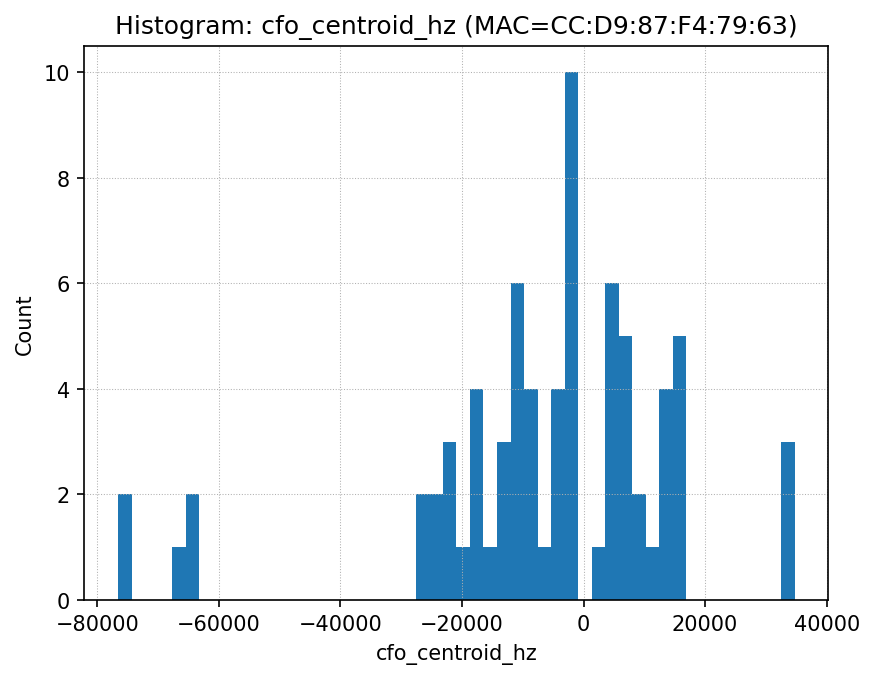 Histogram: cfo_centroid_hz (MAC=CC:D9:87:F4:79:63)
10
8
6
4
2
0
Count
−80000 −60000 −40000 −20000 0 20000 40000
cfo_centroid_hz